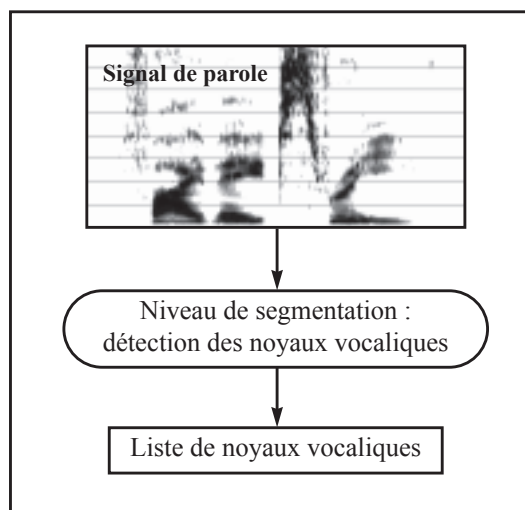 Signal de parole
Niveau de segmentation :
détection des noyaux vocaliques
Liste de noyaux vocaliques